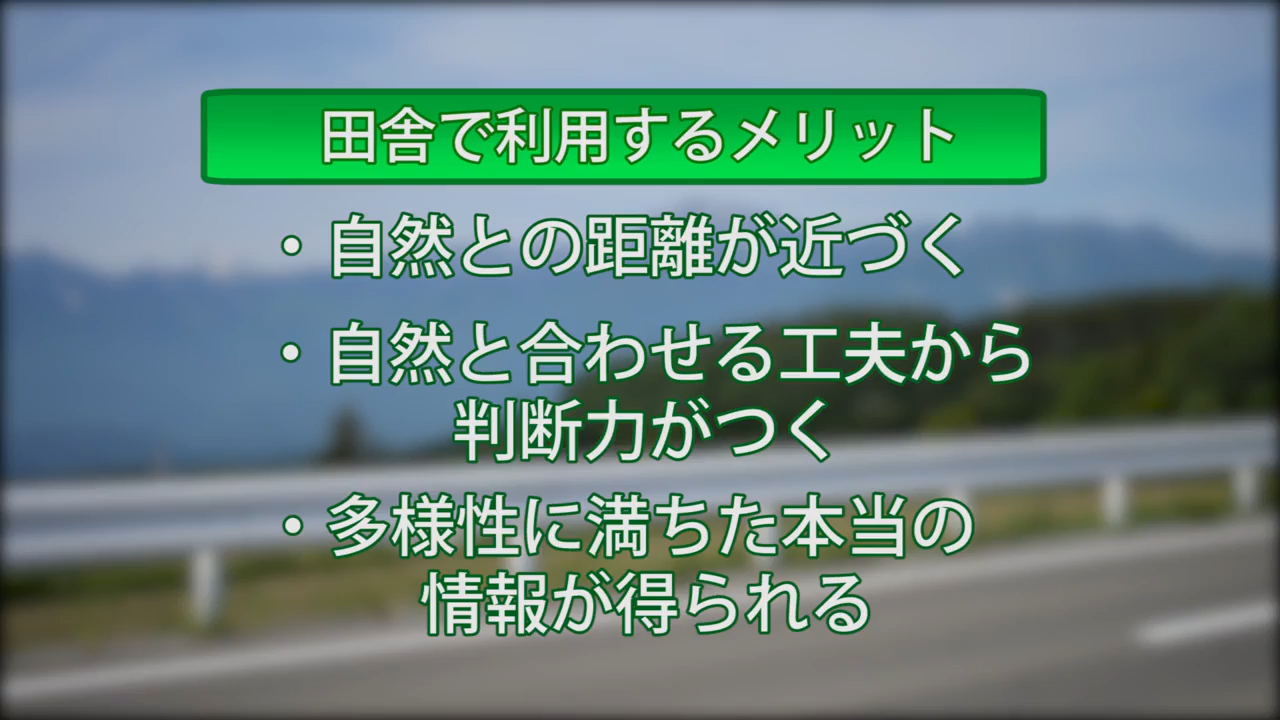 田舎で利用するメリット
・自然との距離が近づく
・自然と合わせる工夫から
判断力がつく
・多様性に満ちた本当の
情報が得られる